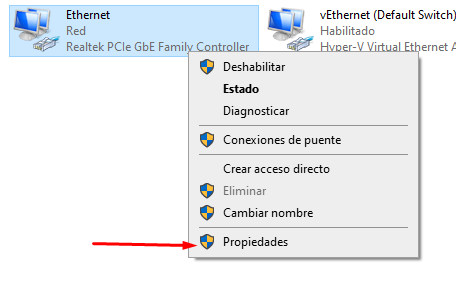 Ethernet
Red
Realtek PCIe GbE Family Controller
vEthernet (Default Switch)
Habilitado
Hyper-V Virtual Ethernet A
Deshabilitar
Estado
Diagnosticar
Conexiones de puente
Crear acceso directo
Eliminar
Cambiar nombre
Propiedades